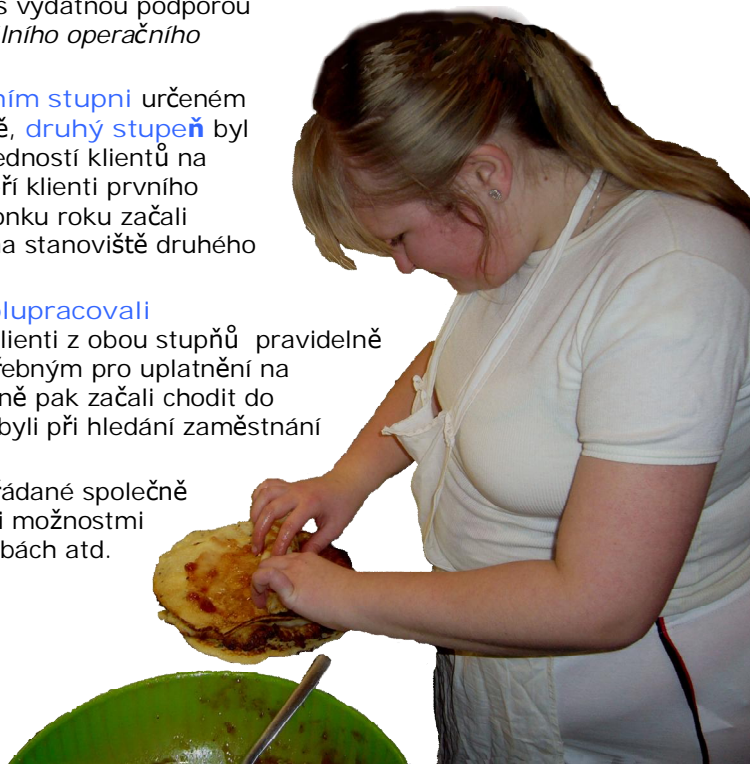 s vydatnou podporou
lního operačního
ním stupni určeném
ě, druhý stupeň byl
edností klientů na
ří klienti prvního
onku roku začali
na stanoviště druhého
olupracovali
lienti z obou stupňů pravidelně
řebným pro uplatnění na
ně pak začali chodit do
byli při hledání zaměstnání
řádané společně
i možnostmi
bách atd.